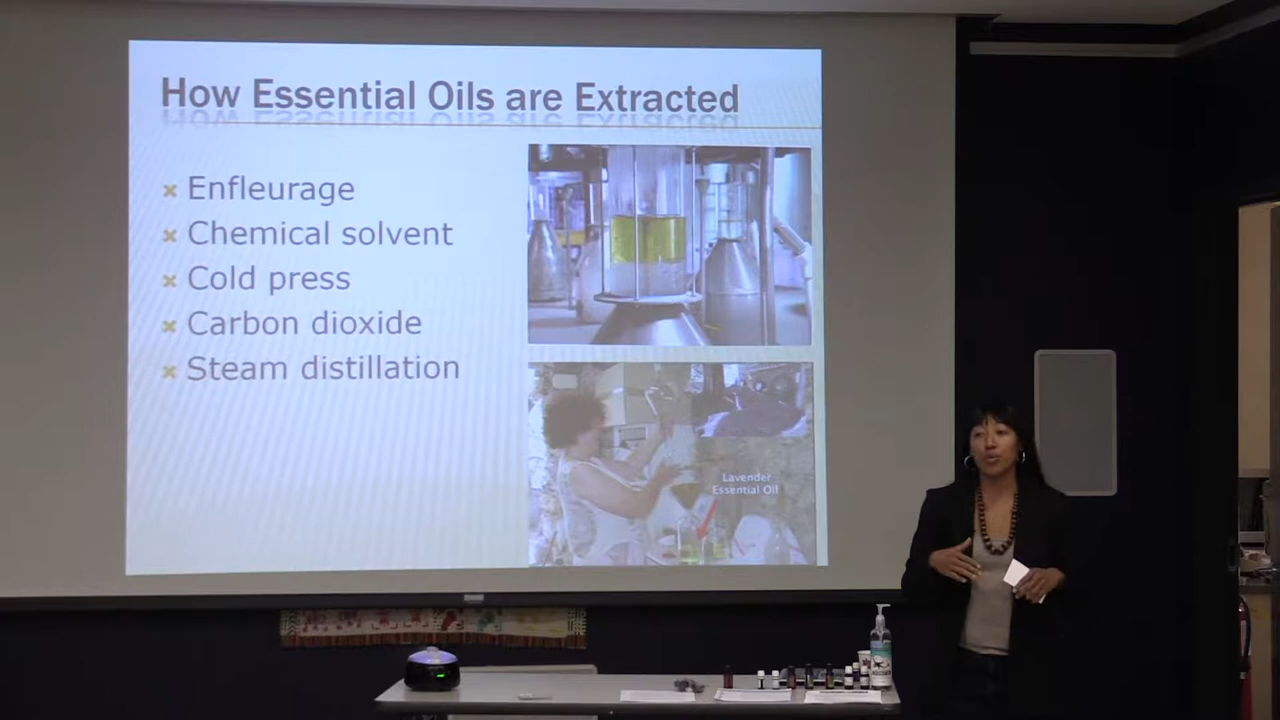 How Essential Oils are Extracted
Enfleurage
Chemical solvent
Cold press
Carbon dioxide
Steam distillation
Lavender
Essential Oil